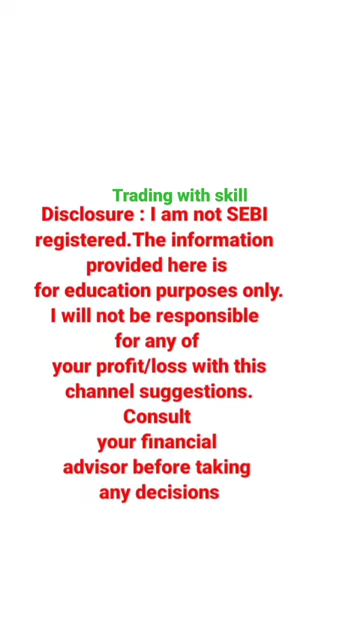 Trading with skill
Disclosure : I am not SEBI
registered.The information
provided here is
for education purposes only.
I will not be responsible
for any of
your profit/loss with this
channel suggestions.
Consult
your financial
advisor before taking
any decisions